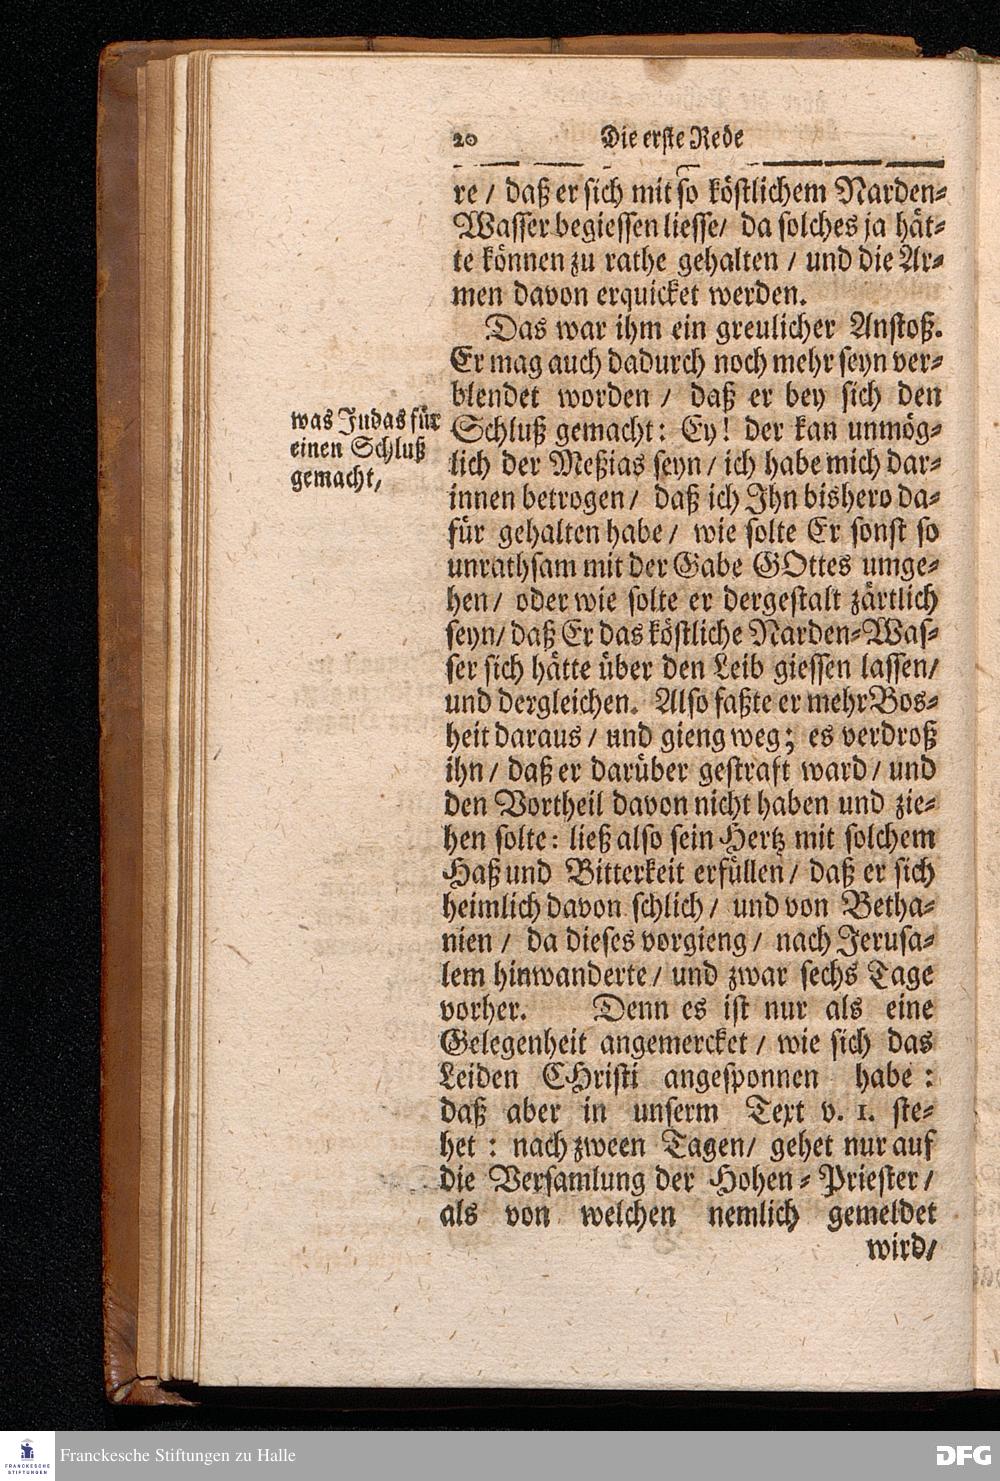 20 Die erste Rede
re / daß er sich mit so köstlichem Narden-
Wasser begiessen liesse/ da solches ja hät-
te können zu rathe gehalten / und die Ar-
men davon erquicket werden.
Das war ihm ein greulicher Anstoß.
Er mag auch dadurch noch mehr seyn ver-
blendet worden / daß er bey sich den
was Judas für
einen Schluß
gemacht,
Schluß gemacht: Ey! der kan unmög-
lich der Meßias seyn / ich habe mich dar-
innen betrogen / daß ich Ihn bishero da-
für gehalten habe / wie solte Er sonst so
unrathsam mit der Gabe GOttes umge-
hen / oder wie solte er dergestalt zärtlich
seyn / daß Er das köstliche Narden-Was-
ser sich hätte über den Leib giessen lassen/
und dergleichen. Also faßte er mehr Bos-
heit daraus / und gieng weg; es verdroß
ihn / daß er darüber gestraft ward / und
den Vortheil davon nicht haben und zie-
hen solte: ließ also sein Hertz mit solchem
Haß und Bitterkeit erfüllen / daß er sich
heimlich davon schlich / und von Betha-
nien / da dieses vorgieng / nach Jerusa-
lem hinwanderte / und zwar sechs Tage
vorher. Denn es ist nur als eine
Gelegenheit angemercket / wie sich das
Leiden CHristi angesponnen habe :
daß aber in unserm Text v. 1. ste-
het : nach zween Tagen/ gehet nur auf
die Versamlung der Hohen-Priester /
als von welchen nemlich gemeldet
wird/
FRANCKESCHE
STIFTUNGEN
Franckesche Stiftungen zu Halle
DFG